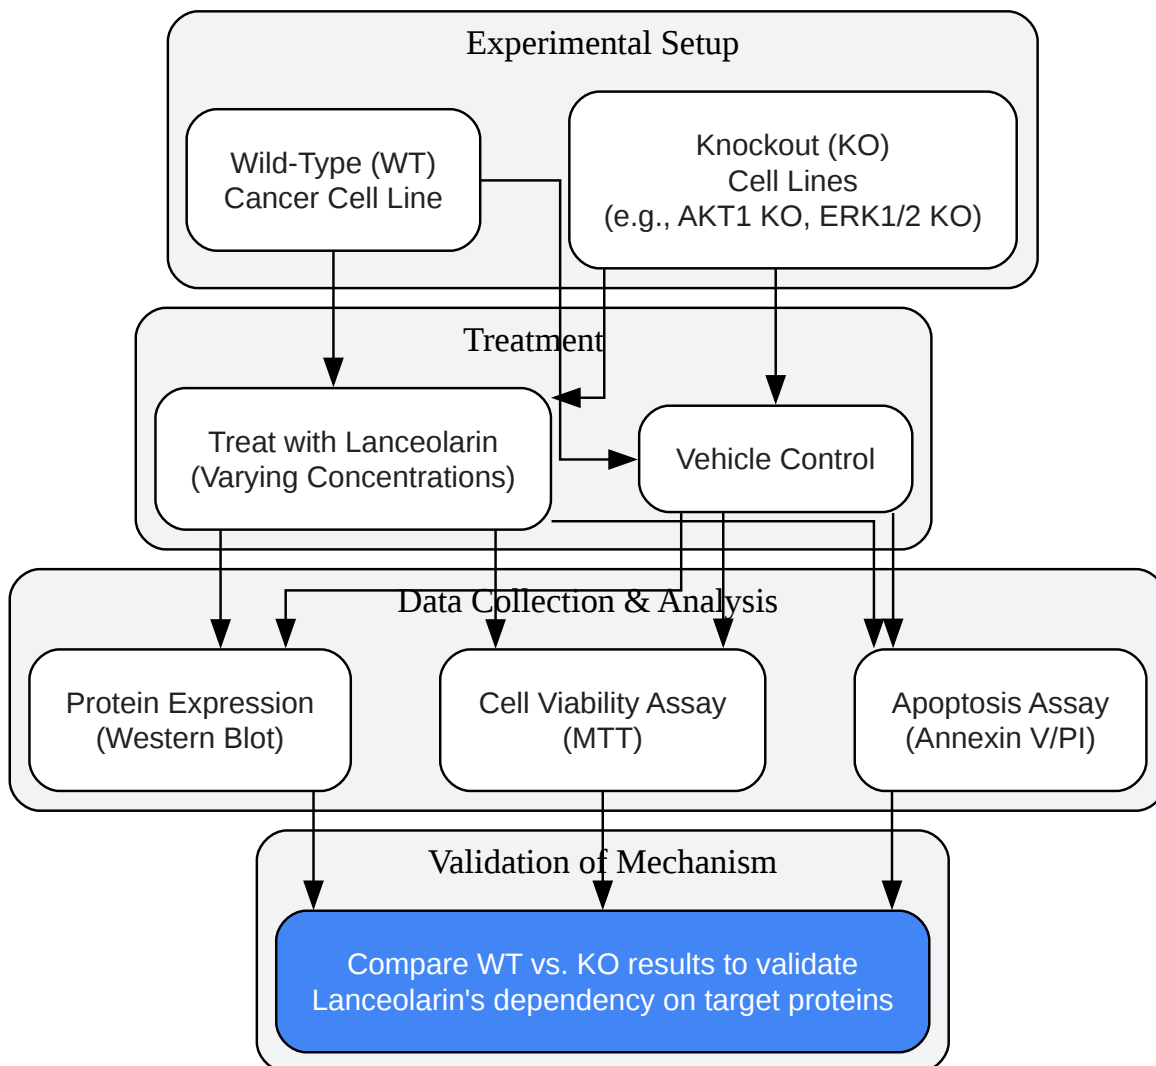 Experimental Setup
Wild-Type (WT)
Cancer Cell Line
Knockout (KO)
Cell Lines
(e.g., AKT1 KO, ERK1/2 KO)
Treatment
Treat with Lanceolarin
(Varying Concentrations)
Vehicle Control
Data Collection & Analysis
Protein Expression
(Western Blot)
Cell Viability Assay
(MTT)
Apoptosis Assay
(Annexin V/PI)
Validation of Mechanism
Compare WT vs. KO results to validate
Lanceolarin's dependency on target proteins